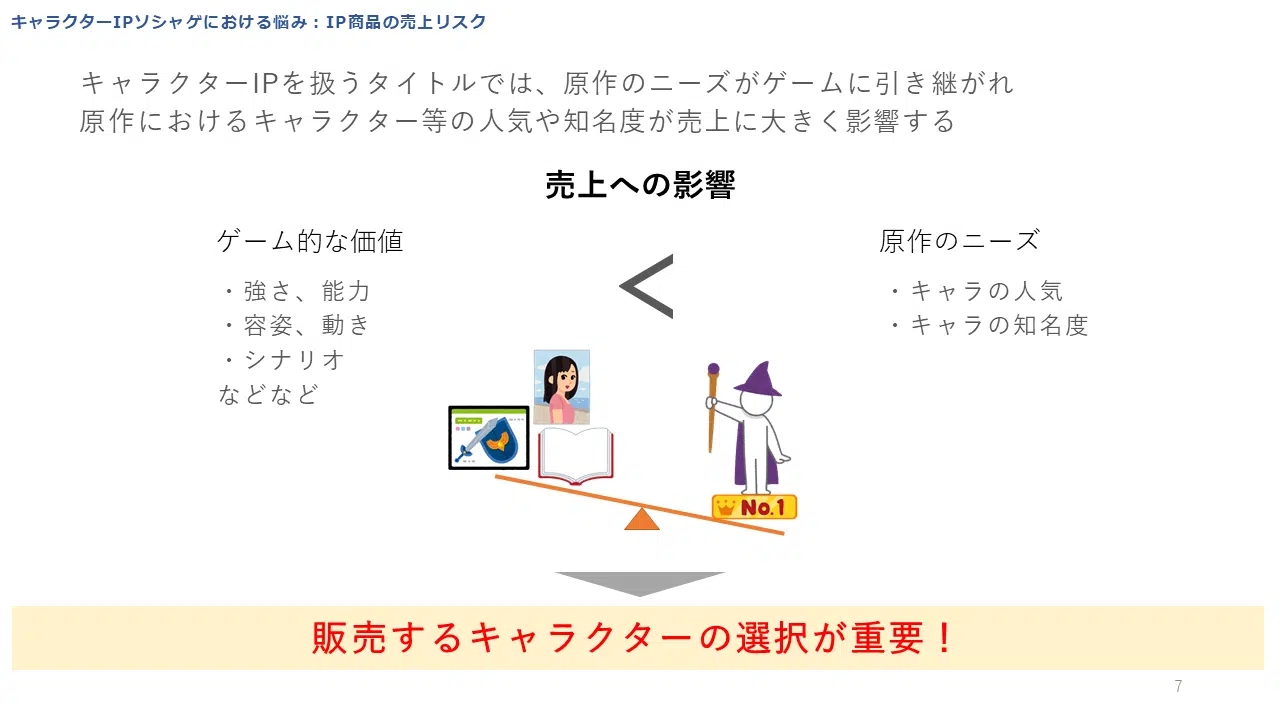 キャラクターIPソシャゲにおける悩み：IP商品の売上リスク
キャラクターIPを扱うタイトルでは、原作のニーズがゲームに引き継がれ
原作におけるキャラクター等の人気や知名度が売上に大きく影響する
売上への影響
ゲーム的な価値
・強さ、能力
・容姿、動き
・シナリオ
などなど
＜
原作のニーズ
・キャラの人気
・キャラの知名度
No.1
販売するキャラクターの選択が重要！
7